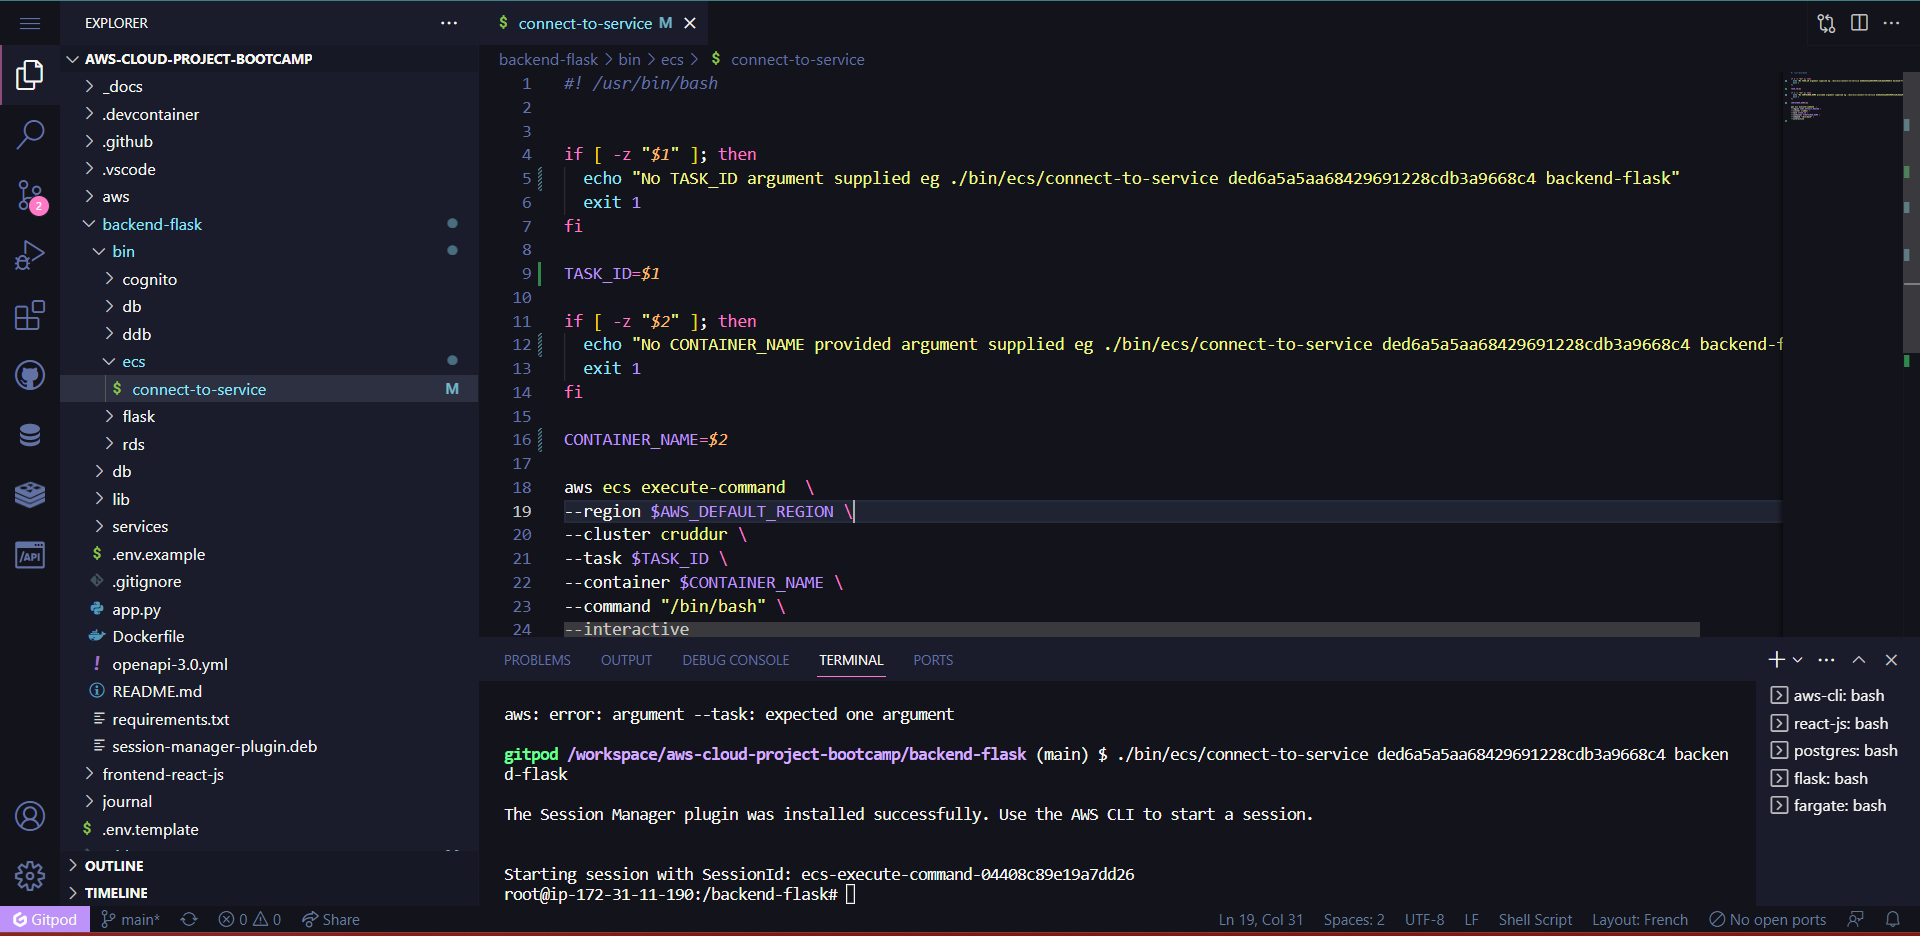 EXPLORER
AWS-CLOUD-PROJECT-BOOTCAMP
_docs
.devcontainer
.github
.vscode
aws
backend-flask
bin
cognito
db
ddb
ecs
$ connect-to-service M
flask
rds
db
lib
services
$ .env.example
.gitignore
app.py
Dockerfile
! openapi-3.0.yml
README.md
requirements.txt
session-manager-plugin.deb
frontend-react-js
journal
$ .env.template
OUTLINE
TIMELINE
2
/API
$ connect-to-service M
backend-flask > bin > ecs > $ connect-to-service
1 #! /usr/bin/bash
2
3
4 if [ -z "$1" ]; then
5 echo "No TASK_ID argument supplied eg ./bin/ecs/connect-to-service ded6a5a5aa68429691228cdb3a9668c4 backend-flask"
6 exit 1
7 fi
8
9 TASK_ID=$1
10
11 if [ -z "$2" ]; then
12 echo "No CONTAINER_NAME provided argument supplied eg ./bin/ecs/connect-to-service ded6a5a5aa68429691228cdb3a9668c4 backend-f
13 exit 1
14 fi
15
16 CONTAINER_NAME=$2
17
18 aws ecs execute-command \
19 --region $AWS_DEFAULT_REGION \
20 --cluster cruddur \
21 --task $TASK_ID \
22 --container $CONTAINER_NAME \
23 --command "/bin/bash" \
24 --interactive
PROBLEMS OUTPUT DEBUG CONSOLE TERMINAL PORTS
aws: error: argument --task: expected one argument
gitpod /workspace/aws-cloud-project-bootcamp/backend-flask (main) $ ./bin/ecs/connect-to-service ded6a5a5aa68429691228cdb3a9668c4 backen
d-flask
The Session Manager plugin was installed successfully. Use the AWS CLI to start a session.
Starting session with SessionId: ecs-execute-command-04408c89e19a7dd26
root@ip-172-31-11-190:/backend-flask#
aws-cli: bash
react-js: bash
postgres: bash
flask: bash
fargate: bash
Gitpod main* 0 0 Share Ln 19, Col 31 Spaces: 2 UTF-8 LF Shell Script Layout: French No open ports